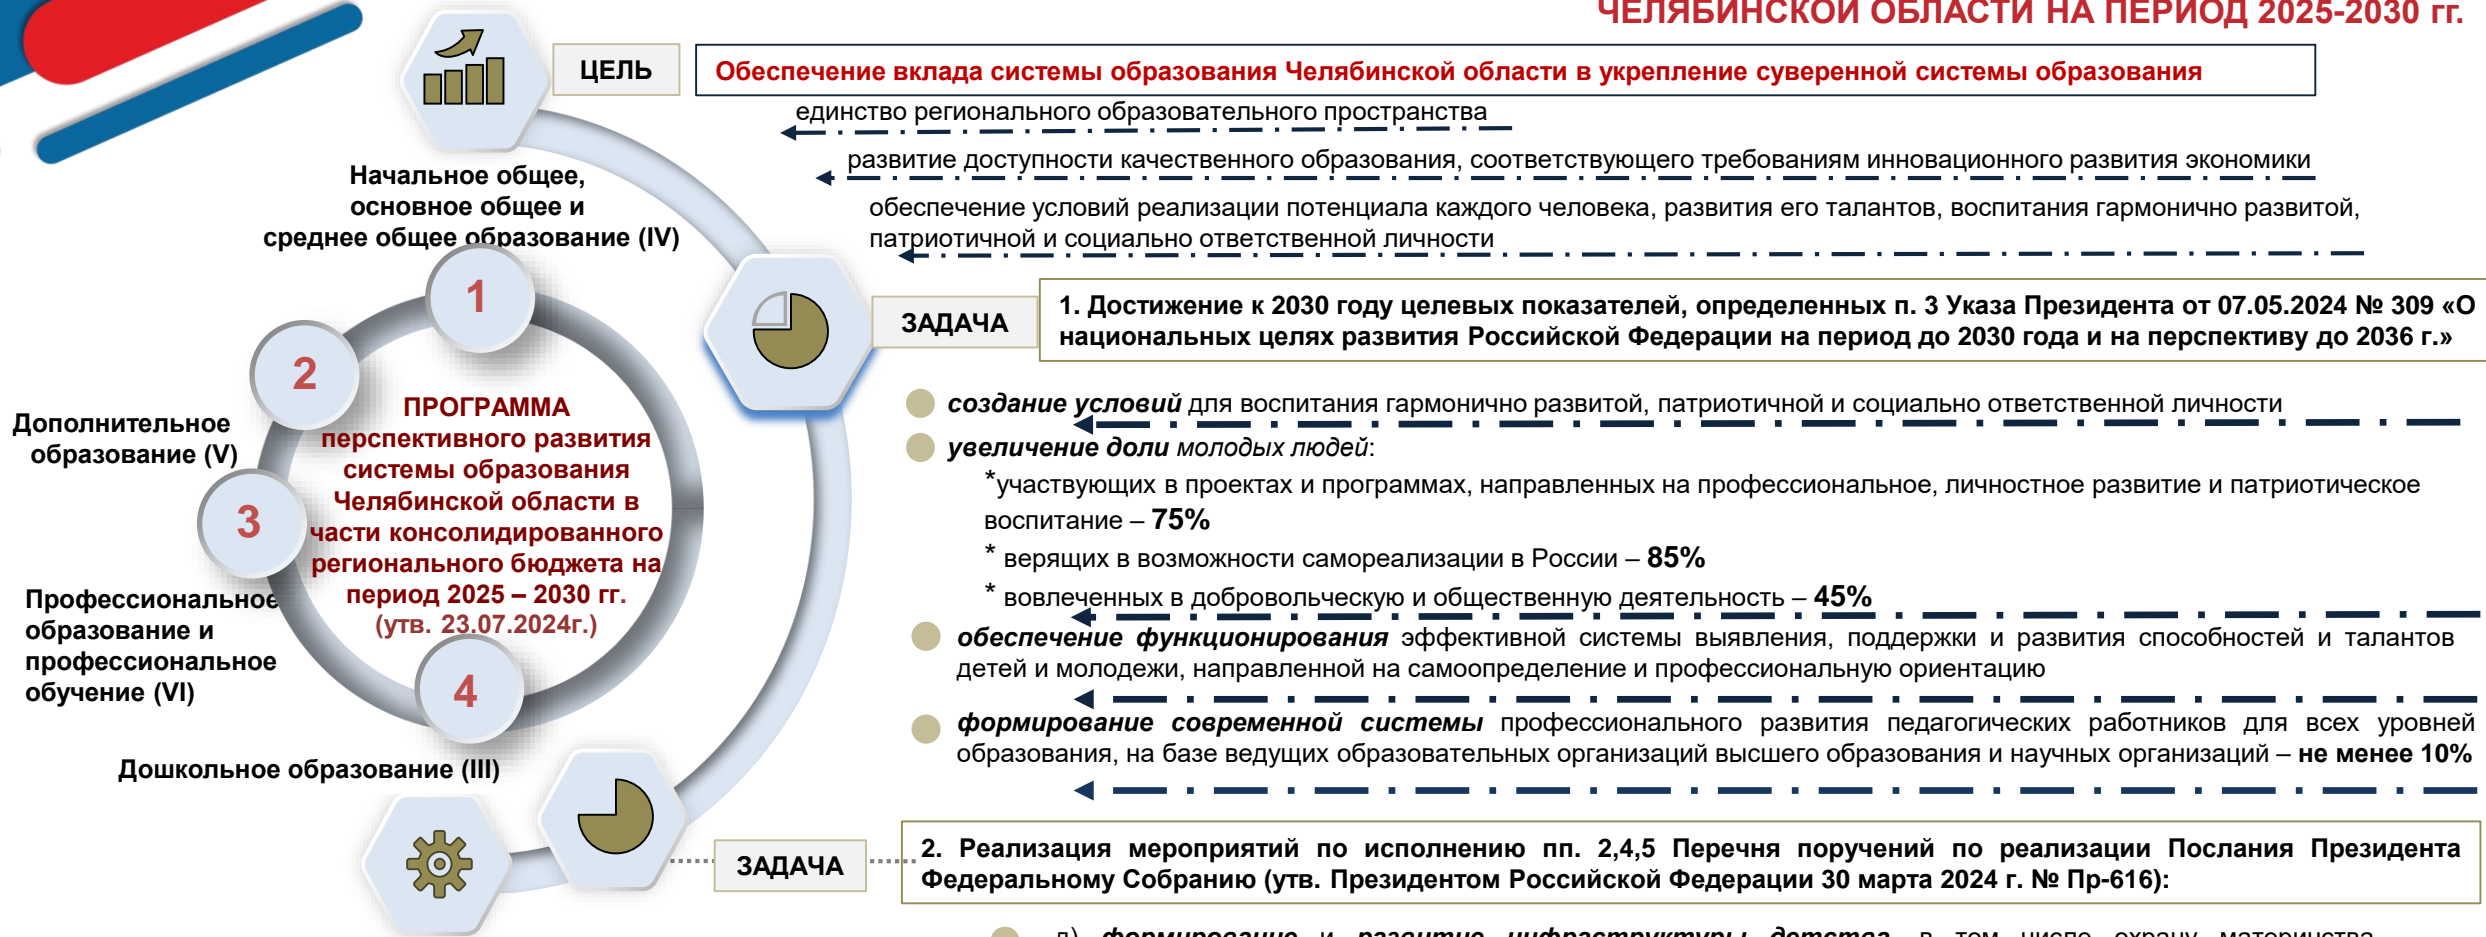 ЧЕЛЯБИНСКОЙ ОБЛАСТИ НА ПЕРИОД 2025-2030 гг.
ЦЕЛЬ
Обеспечение вклада системы образования Челябинской области в укрепление суверенной системы образования
единство регионального образовательного пространства
развитие доступности качественного образования, соответствующего требованиям инновационного развития экономики
обеспечение условий реализации потенциала каждого человека, развития его талантов, воспитания гармонично развитой,
патриотичной и социально ответственной личности
Начальное общее,
основное общее и
среднее общее образование (IV)
1
2
Дополнительное
образование (V)
3
Профессиональное
образование и
профессиональное
обучение (VI)
4
Дошкольное образование (III)
ПРОГРАММА
перспективного развития
системы образования
Челябинской области в
части консолидированного
регионального бюджета на
период 2025 – 2030 гг.
(утв. 23.07.2024г.)
ЗАДАЧА
1. Достижение к 2030 году целевых показателей, определенных п. 3 Указа Президента от 07.05.2024 № 309 «О
национальных целях развития Российской Федерации на период до 2030 года и на перспективу до 2036 г.»
создание условий для воспитания гармонично развитой, патриотичной и социально ответственной личности
увеличение доли молодых людей:
*участвующих в проектах и программах, направленных на профессиональное, личностное развитие и патриотическое
воспитание – 75%
* верящих в возможности самореализации в России – 85%
* вовлеченных в добровольческую и общественную деятельность – 45%
обеспечение функционирования эффективной системы выявления, поддержки и развития способностей и талантов
детей и молодежи, направленной на самоопределение и профессиональную ориентацию
формирование современной системы профессионального развития педагогических работников для всех уровней
образования, на базе ведущих образовательных организаций высшего образования и научных организаций – не менее 10%
ЗАДАЧА
2. Реализация мероприятий по исполнению пп. 2,4,5 Перечня поручений по реализации Послания Президента
Федеральному Собранию (утв. Президентом Российской Федерации 30 марта 2024 г. № Пр-616):
формирование и развитие инфраструктуры детства, в том число охрану материнства